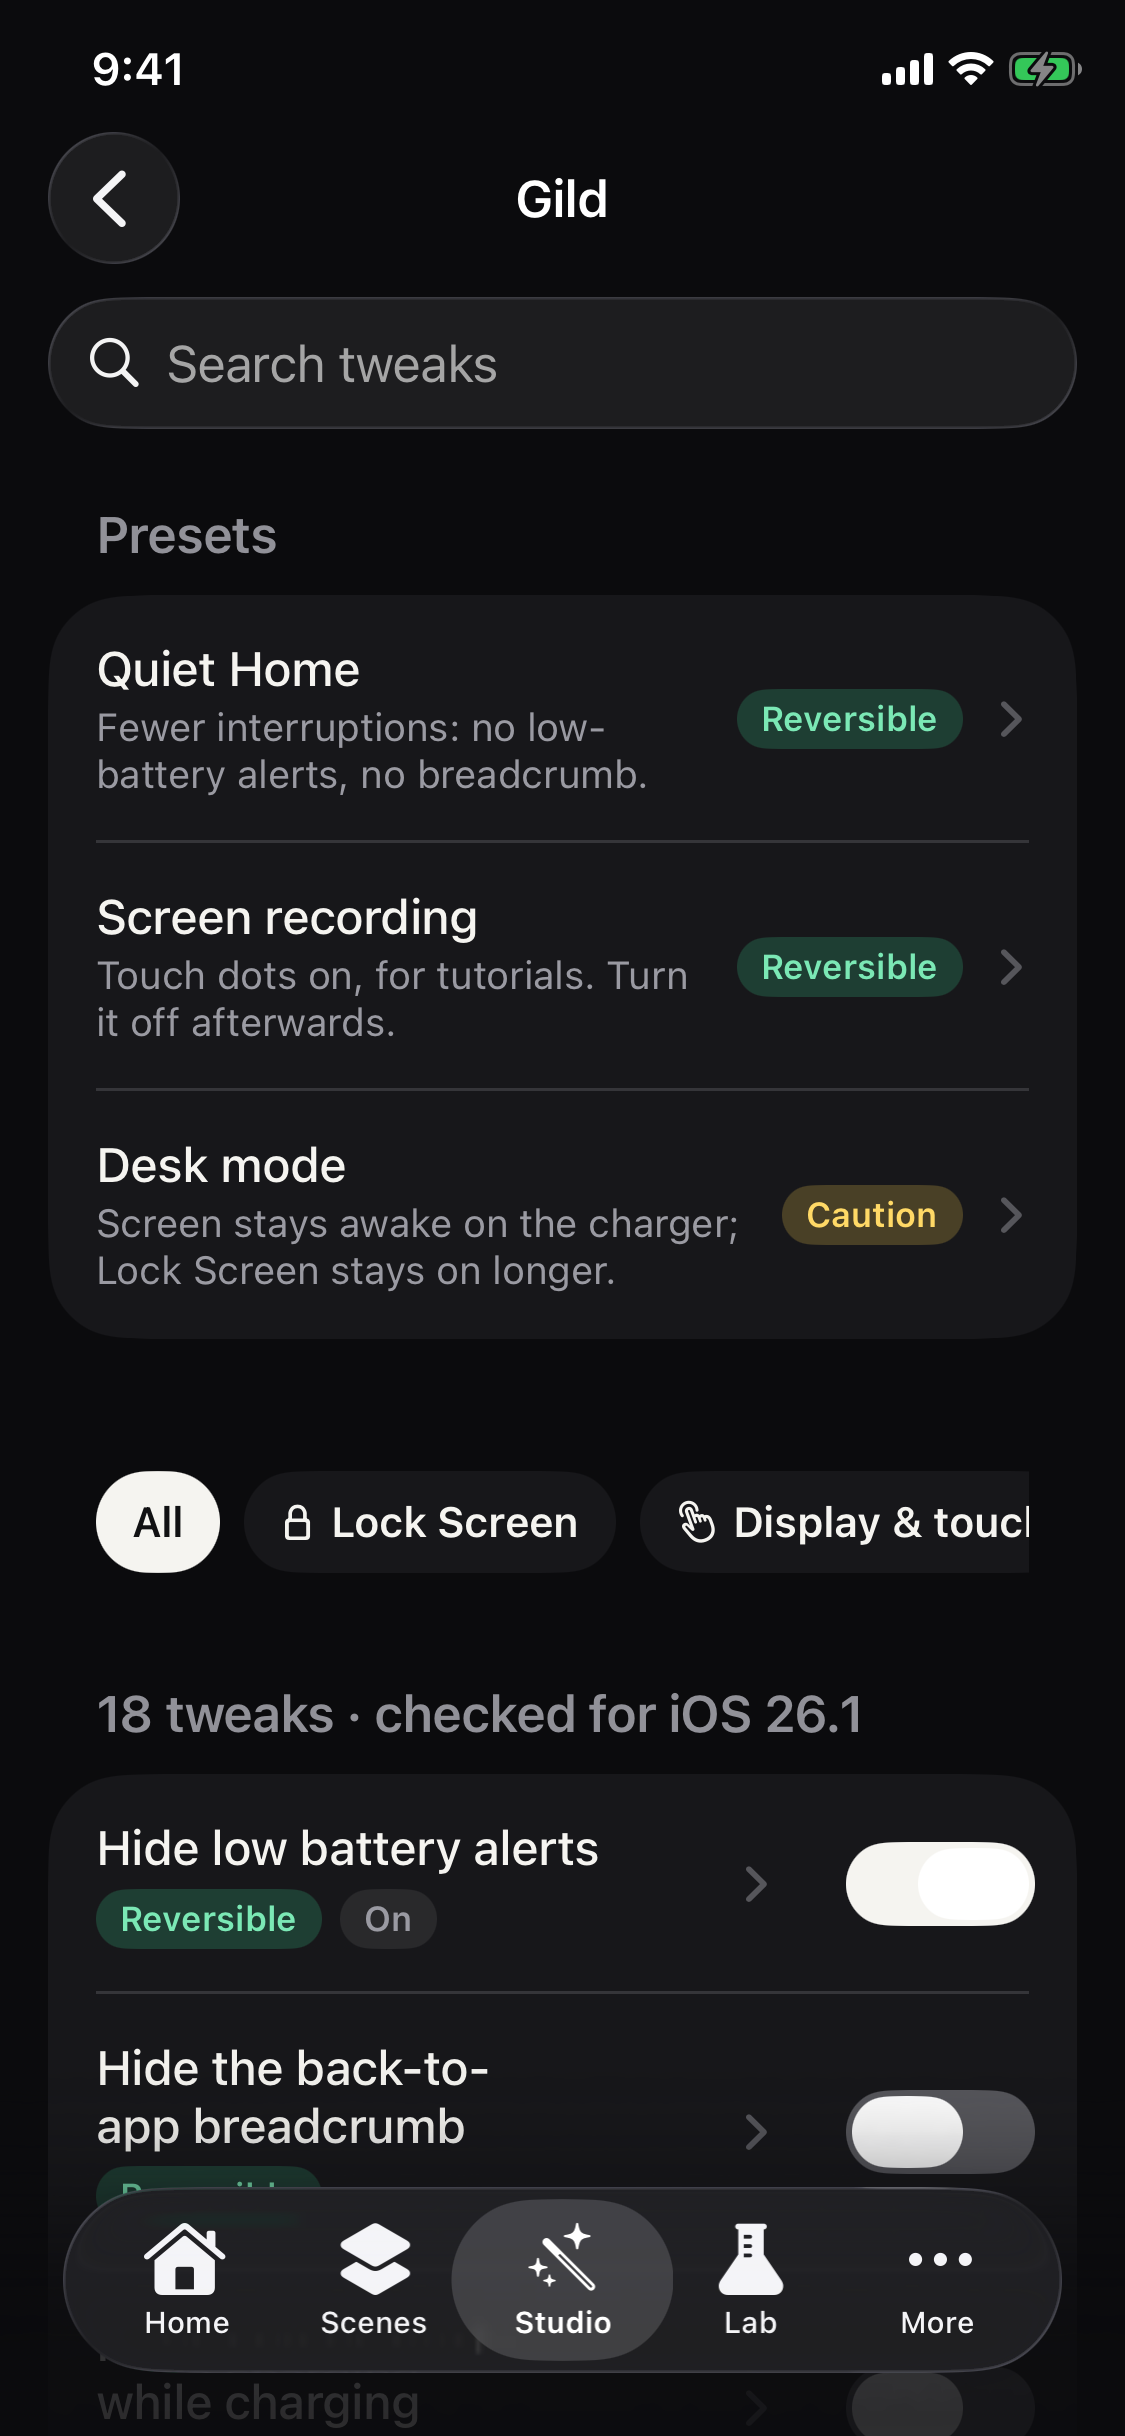 9:41
Gild
Search tweaks
Presets
Quiet Home
Fewer interruptions: no low-
battery alerts, no breadcrumb.
Reversible
Screen recording
Touch dots on, for tutorials. Turn
it off afterwards.
Reversible
Desk mode
Screen stays awake on the charger;
Lock Screen stays on longer.
Caution
All
Lock Screen
Display & touch
18 tweaks · checked for iOS 26.1
Hide low battery alerts
Reversible
On
Hide the back-to-
app breadcrumb
Reversible
Home
Scenes
Studio
Lab
More
while charging